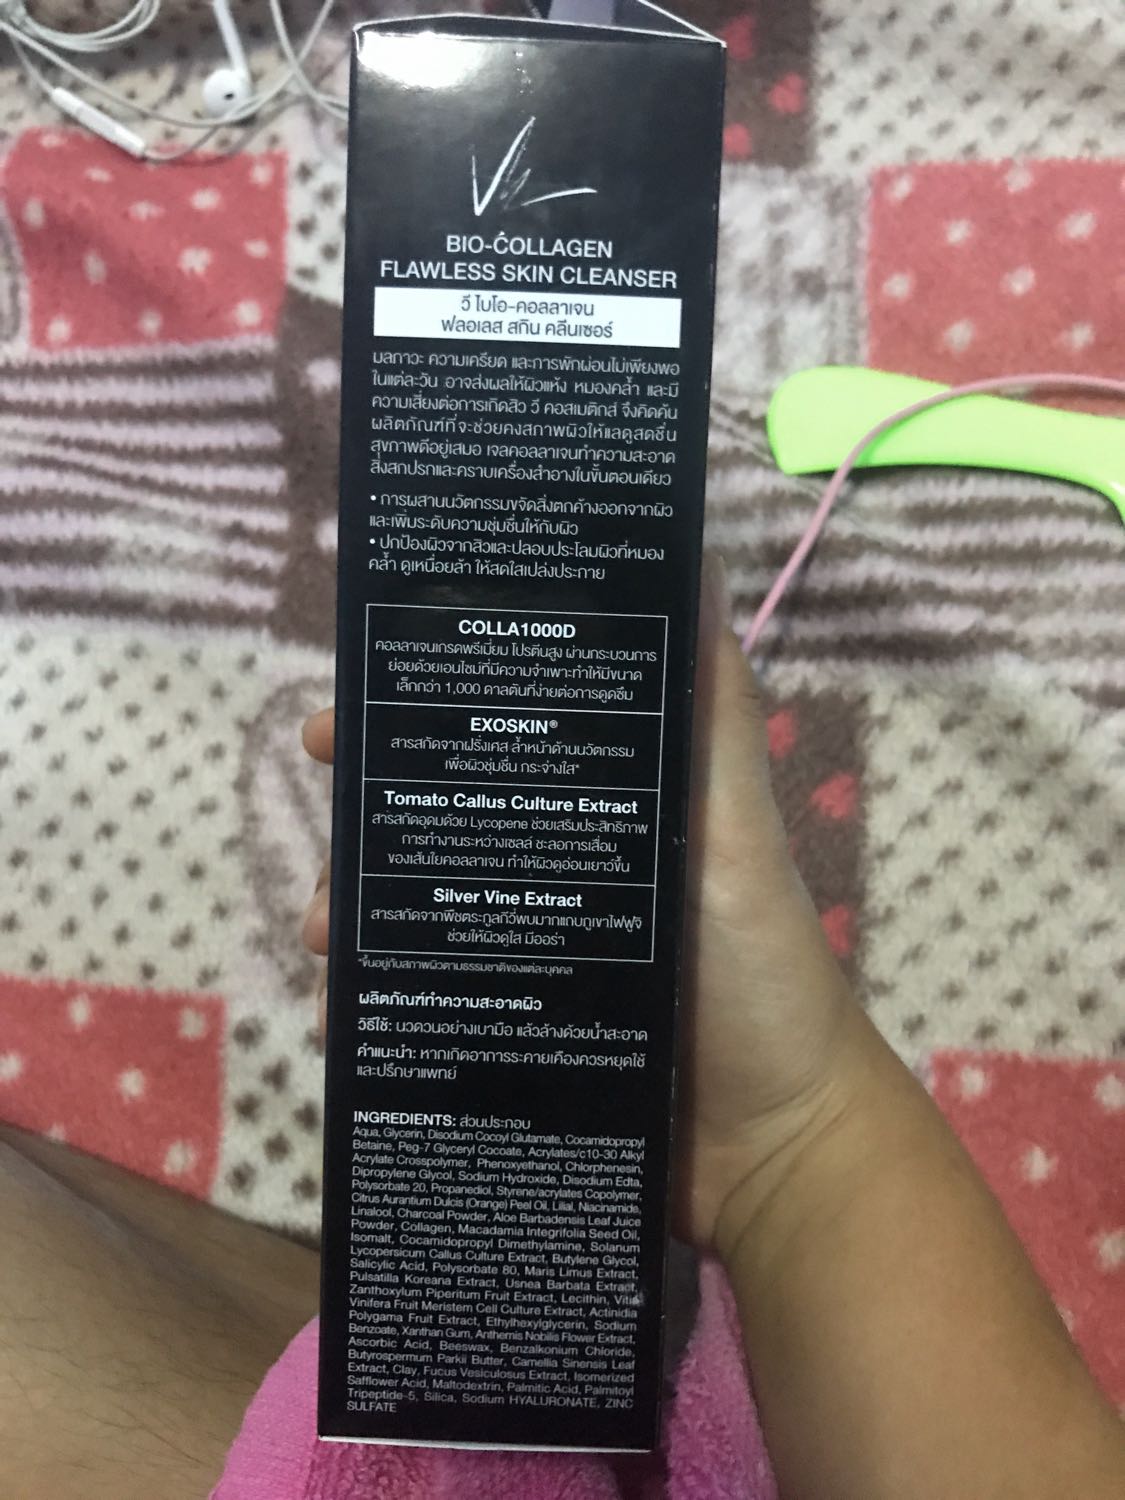 BIO-COLLAGEN
FLAWLESS SKIN CLEANSER
วี ไบโอ-คอลลาเจน
ฟลอเลส สกิน คลีนเซอร์
มลภาวะ ความเครียด และการพักผ่อนไม่เพียงพอ
ในแต่ละวัน อาจส่งผลให้ผิวแห้ง หมองคล้ำ และมี
ความเสี่ยงต่อการเกิดสิว วี คอสเมติกส์ จึงคิดค้น
ผลิตภัณฑ์ที่จะช่วยคงสภาพผิวให้แลดูสดชื่น
สุขภาพดีอยู่เสมอ เจลคอลลาเจนทำความสะอาด
สิ่งสกปรกและคราบเครื่องสำอางในขั้นตอนเดียว
• การผสานนวัตกรรมขจัดสิ่งตกค้างออกจากผิว
และเพิ่มระดับความชุ่มชื่นให้กับผิว
• ปกป้องผิวจากสิวและปลอบประโลมผิวที่หมอง
คล้ำ ดูเหนื่อยล้า ให้สดใสเปล่งประกาย
COLLA1000D
คอลลาเจนเกรดพรีเมี่ยม โปรตีนสูง ผ่านกระบวนการ
ย่อยด้วยเอนไซม์ที่มีความจำเพาะทำให้มีขนาด
เล็กกว่า 1,000 ดาลตันที่ง่ายต่อการดูดซึม
EXOSKIN®
สารสกัดจากฝรั่งเศส ล้ำหน้าด้านนวัตกรรม
เพื่อผิวชุ่มชื่น กระจ่างใส*
Tomato Callus Culture Extract
สารสกัดอุดมด้วย Lycopene ช่วยเสริมประสิทธิภาพ
การทำงานระหว่างเซลล์ ชะลอการเสื่อม
ของเส้นใยคอลลาเจน ทำให้ผิวดูอ่อนเยาว์ขึ้น
Silver Vine Extract
สารสกัดจากพืชตระกูลกีวี่พบมากแถบภูเขาไฟฟูจิ
ช่วยให้ผิวดูใส มีออร่า
*ขึ้นอยู่กับสภาพผิวตามธรรมชาติของแต่ละบุคคล
ผลิตภัณฑ์ทำความสะอาดผิว
วิธีใช้: นวดวนอย่างเบามือ แล้วล้างด้วยน้ำสะอาด
คำแนะนำ: หากเกิดอาการระคายเคืองควรหยุดใช้
และปรึกษาแพทย์
INGREDIENTS: ส่วนประกอบ
Aqua, Glycerin, Disodium Cocoyl Glutamate, Cocamidopropyl
Betaine, Peg-7 Glyceryl Cocoate, Acrylates/c10-30 Alkyl
Acrylate Crosspolymer, Phenoxyethanol, Chlorphenesin,
Dipropylene Glycol, Sodium Hydroxide, Disodium Edta,
Polysorbate 20, Propanediol, Styrene/acrylates Copolymer,
Citrus Aurantium Dulcis (Orange) Peel Oil, Lilial, Niacinamide,
Linalool, Charcoal Powder, Aloe Barbadensis Leaf Juice
Powder, Collagen, Macadamia Integrifolia Seed Oil,
Isomalt, Cocamidopropyl Dimethylamine, Solanum
Lycopersicum Callus Culture Extract, Butylene Glycol,
Salicylic Acid, Polysorbate 80, Maris Limus Extract,
Pulsatilla Koreana Extract, Usnea Barbata Extract,
Zanthoxylum Piperitum Fruit Extract, Lecithin, Vitis
Vinifera Fruit Meristem Cell Culture Extract, Actinidia
Polygama Fruit Extract, Ethylhexylglycerin, Sodium
Benzoate, Xanthan Gum, Anthemis Nobilis Flower Extract,
Ascorbic Acid, Beeswax, Benzalkonium Chloride,
Butyrospermum Parkii Butter, Camellia Sinensis Leaf
Extract, Clay, Fucus Vesiculosus Extract, Isomerized
Safflower Acid, Maltodextrin, Palmitic Acid, Palmitoyl
Tripeptide-5, Silica, Sodium HYALURONATE, ZINC
SULFATE